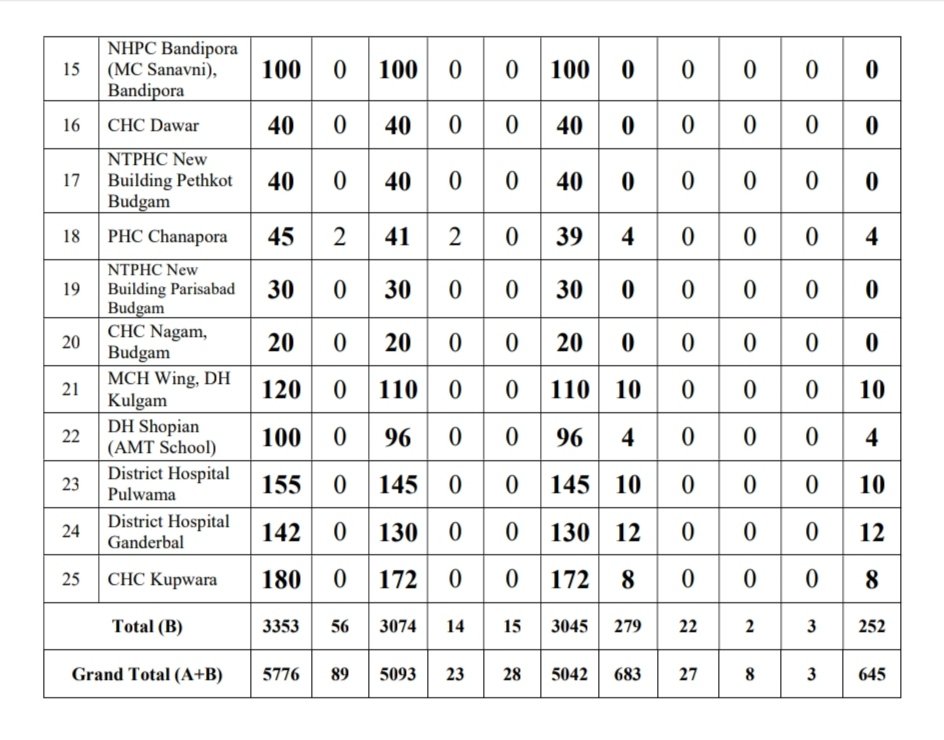 15 NHPC Bandipora (MC Sanavni), Bandipora 100 0 100 0 0 100 0 0 0 0 0
16 CHC Dawar 40 0 40 0 0 40 0 0 0 0 0
17 NTPHC New Building Pethkot Budgam 40 0 40 0 0 40 0 0 0 0 0
18 PHC Chanapora 45 2 41 2 0 39 4 0 0 0 4
19 NTPHC New Building Parisabad Budgam 30 0 30 0 0 30 0 0 0 0 0
20 CHC Nagam, Budgam 20 0 20 0 0 20 0 0 0 0 0
21 MCH Wing, DH Kulgam 120 0 110 0 0 110 10 0 0 0 10
22 DH Shopian (AMT School) 100 0 96 0 0 96 4 0 0 0 4
23 District Hospital Pulwama 155 0 145 0 0 145 10 0 0 0 10
24 District Hospital Ganderbal 142 0 130 0 0 130 12 0 0 0 12
25 CHC Kupwara 180 0 172 0 0 172 8 0 0 0 8
Total (B) 3353 56 3074 14 15 3045 279 22 2 3 252
Grand Total (A+B) 5776 89 5093 23 28 5042 683 27 8 3 645